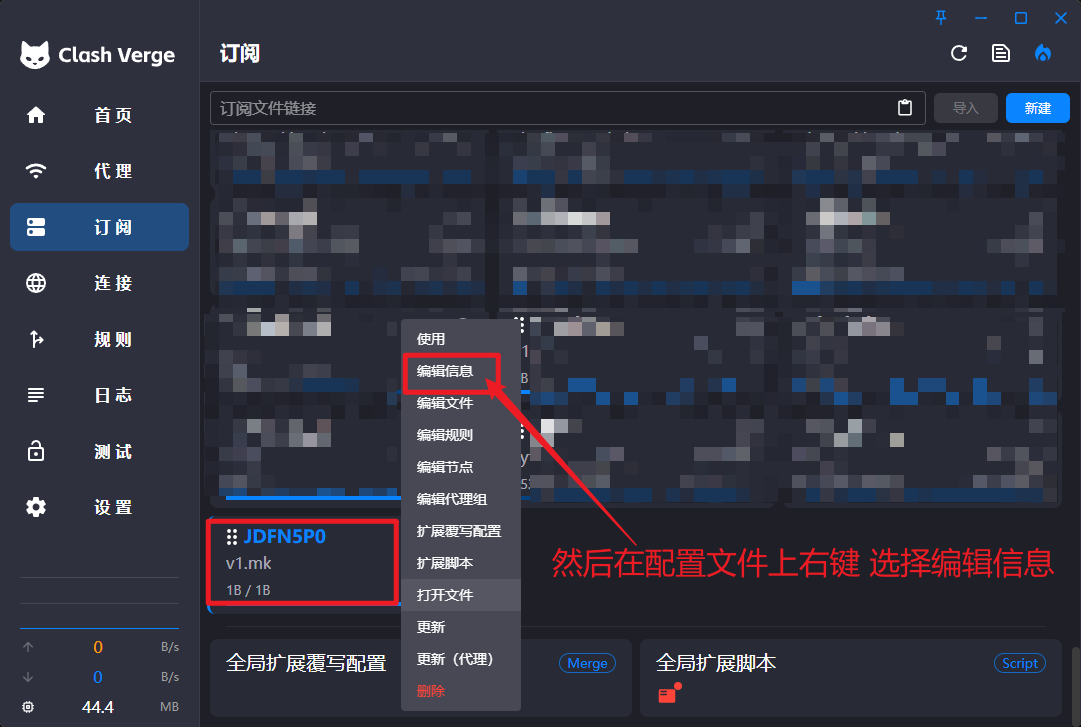 Clash Verge
首页
代理
订阅
连接
规则
日志
测试
设置
0 B/s
0 B/s
44.4 MB
订阅
订阅文件链接
导入
新建
使用
编辑信息
编辑文件
编辑规则
编辑节点
编辑代理组
扩展覆写配置
扩展脚本
打开文件
更新
更新（代理）
删除
JDFN5P0
v1.mk
1B / 1B
然后在配置文件上右键 选择编辑信息
全局扩展覆写配置
Merge
全局扩展脚本
Script